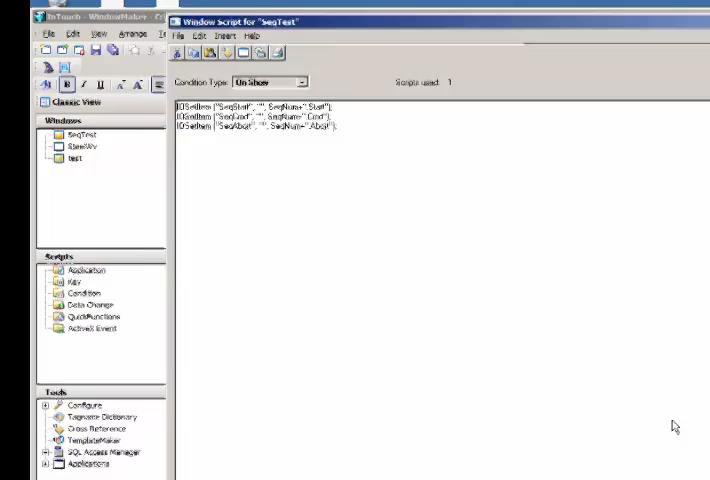 InTouch - WindowMaker -
Window Script for "SeqTest"
File Edit View Arrange
File Edit Insert Help
B I U A A
Condition Type: On Show Scripts used: 1
Classic View
Windows
SeqTest
test
IOSetItem ("SeqStart", "", SeqNum+".Start");
IOSetItem ("SeqCmd", "", SeqNum+".Cmd");
IOSetItem ("SeqAbort", "", SeqNum+".Abort");
Scripts
Application
Key
Condition
Data Change
QuickFunctions
ActiveX Event
Tools
Configure
Tagname Dictionary
Cross Reference
TemplateMaker
SQL Access Manager
Applications